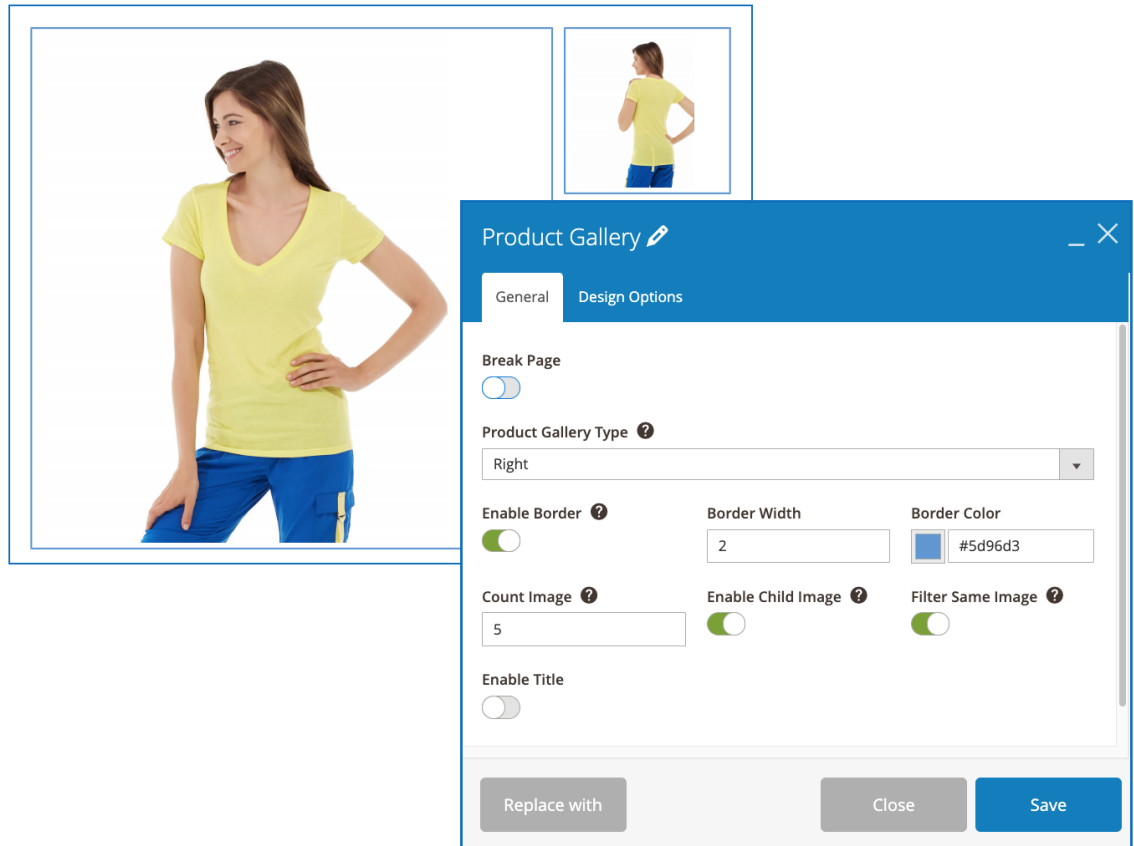 Product Gallery
General Design Options
Break Page
Product Gallery Type ?
Right
Enable Border ? Border Width Border Color
2 #5d96d3
Count Image ? Enable Child Image ? Filter Same Image ?
5
Enable Title
Replace with Close Save